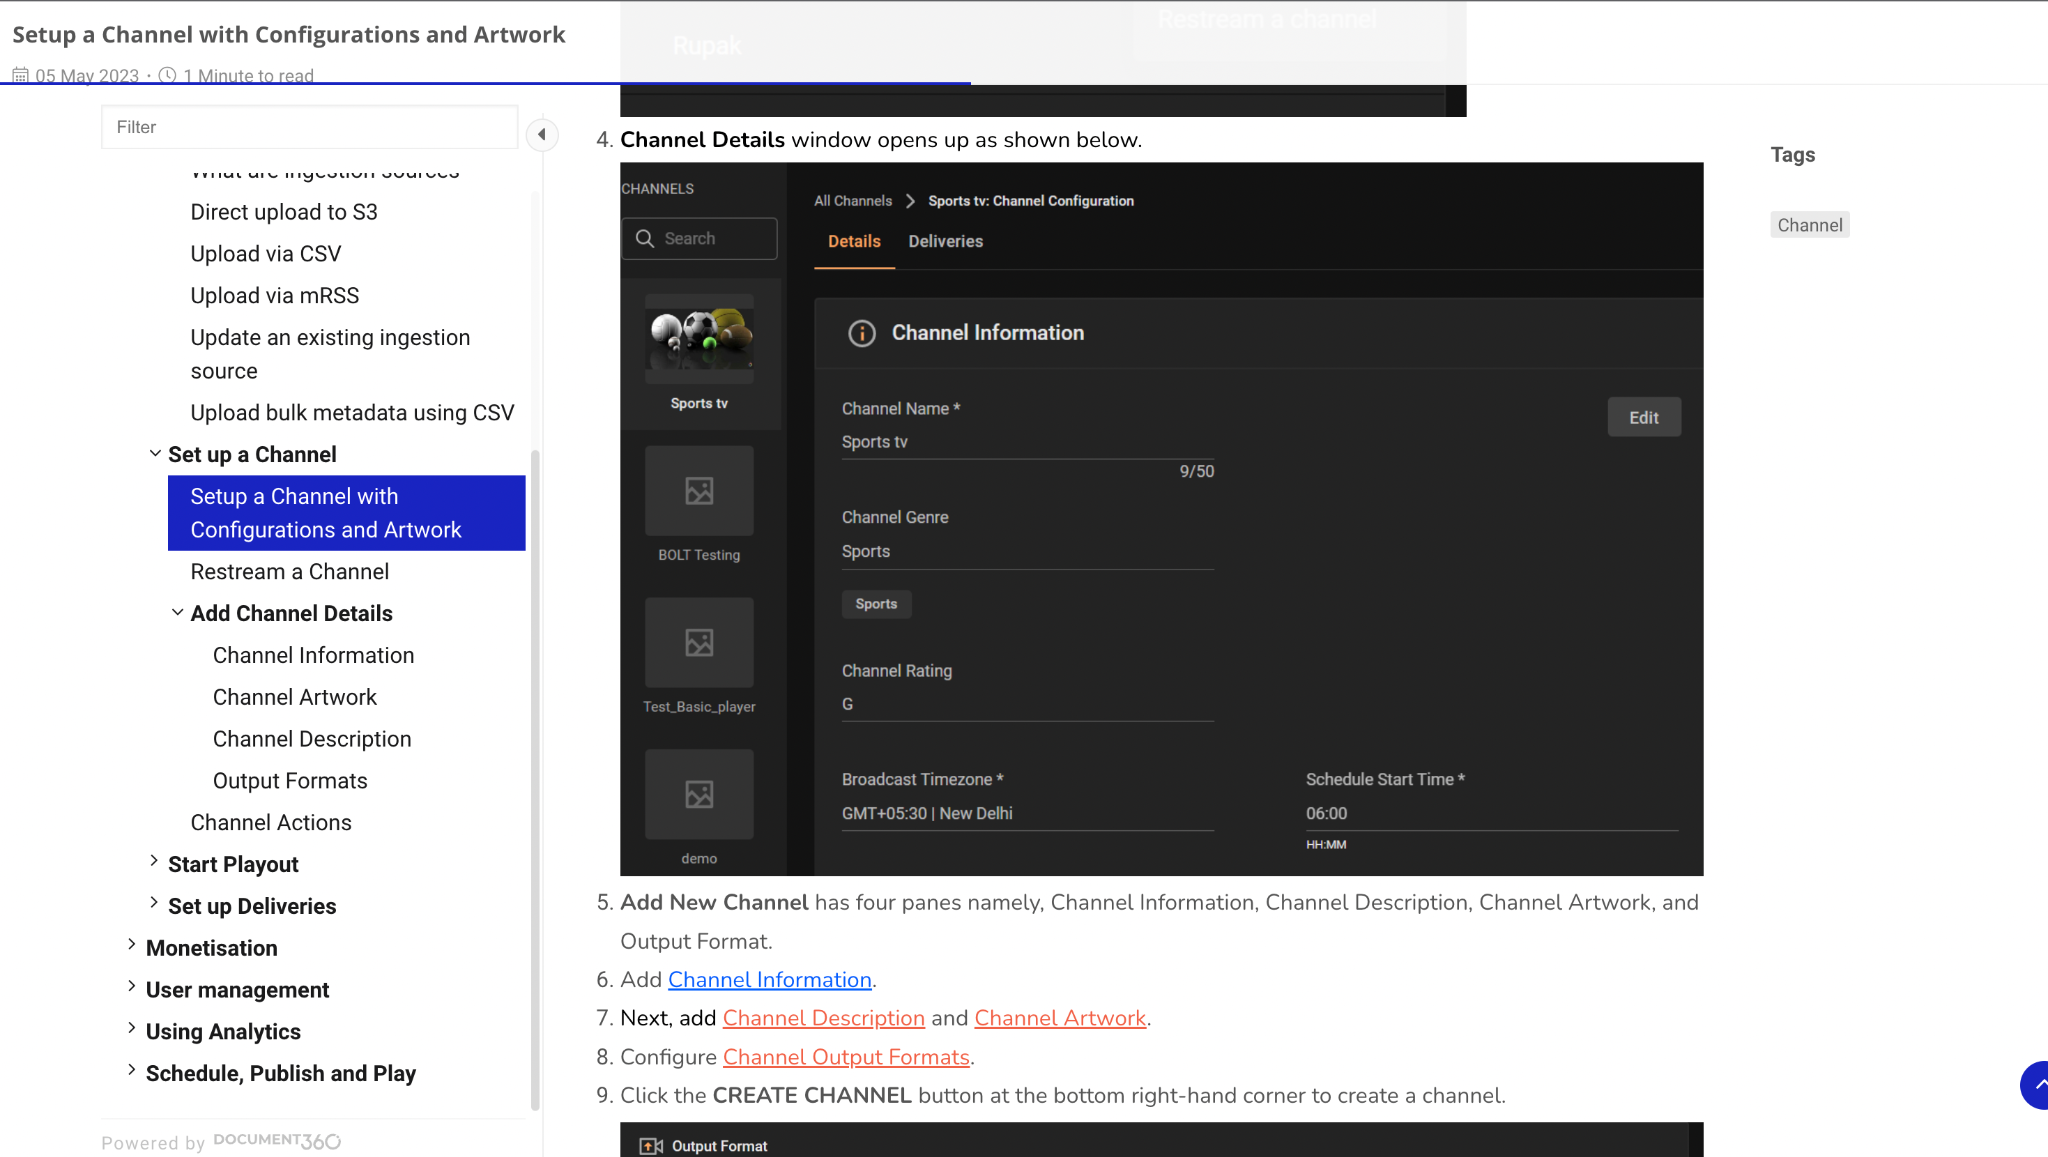 Setup a Channel with Configurations and Artwork
05 May 2023 · 1 Minute to read
Restream a channel
Rupak
Filter
What are ingestion sources
Direct upload to S3
Upload via CSV
Upload via mRSS
Update an existing ingestion
source
Upload bulk metadata using CSV
Set up a Channel
Setup a Channel with
Configurations and Artwork
Restream a Channel
Add Channel Details
Channel Information
Channel Artwork
Channel Description
Output Formats
Channel Actions
Start Playout
Set up Deliveries
Monetisation
User management
Using Analytics
Schedule, Publish and Play
Powered by DOCUMENT360
4. Channel Details window opens up as shown below.
CHANNELS
Search
Sports tv
BOLT Testing
Test_Basic_player
demo
All Channels > Sports tv: Channel Configuration
Details Deliveries
Channel Information
Channel Name *
Edit
Sports tv
9/50
Channel Genre
Sports
Sports
Channel Rating
G
Broadcast Timezone * Schedule Start Time *
GMT+05:30 | New Delhi 06:00
HH:MM
5. Add New Channel has four panes namely, Channel Information, Channel Description, Channel Artwork, and
Output Format.
6. Add Channel Information.
7. Next, add Channel Description and Channel Artwork.
8. Configure Channel Output Formats.
9. Click the CREATE CHANNEL button at the bottom right-hand corner to create a channel.
Output Format
Tags
Channel